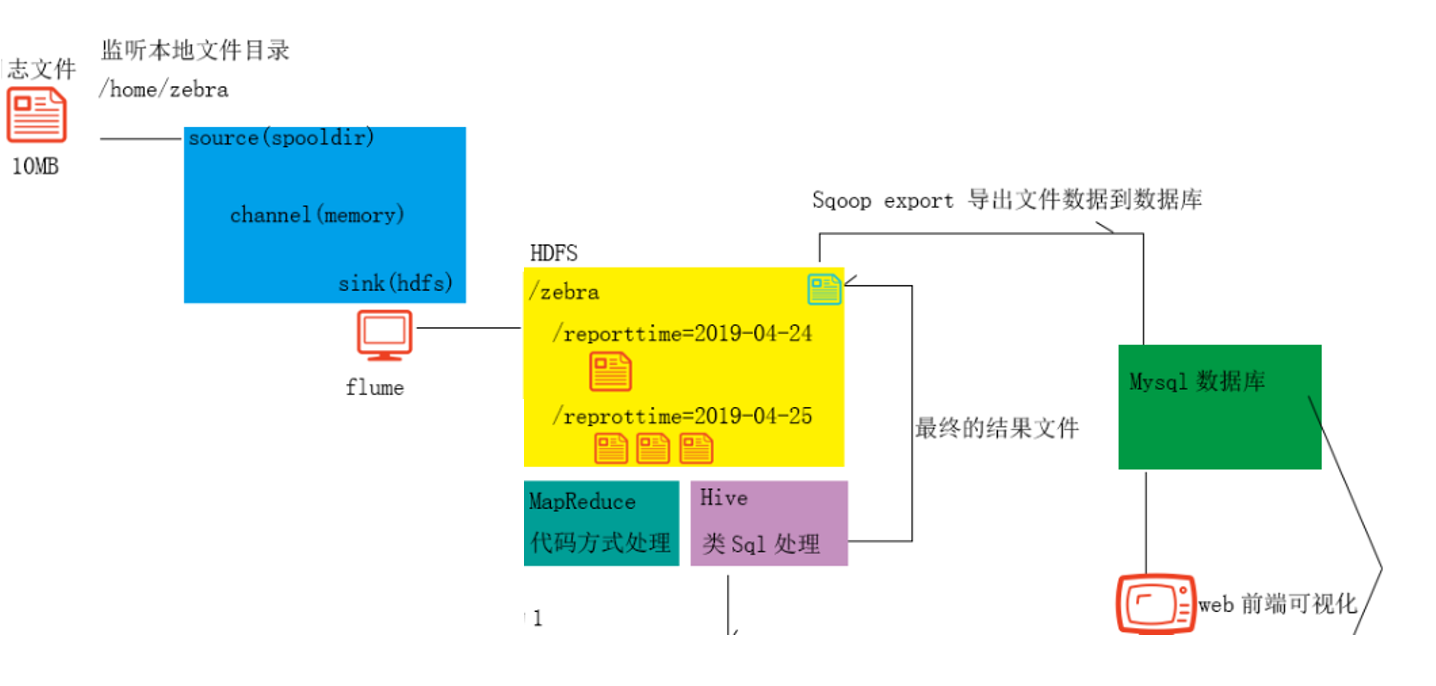 监听本地文件目录
志文件
/home/zebra
10MB
source(spooldir)
channel(memory)
sink(hdfs)
flume
HDFS
/zebra
/reporttime=2019-04-24
/reprottime=2019-04-25
MapReduce
代码方式处理
Hive
类Sql处理
1
最终的结果文件
Sqoop export 导出文件数据到数据库
Mysql 数据库
web 前端可视化